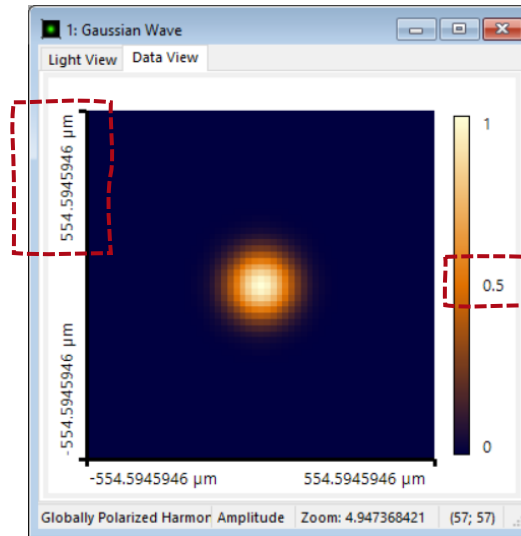 1: Gaussian Wave
Light View Data View
554.5945946 µm
-554.5945946 µm
-554.5945946 µm 554.5945946 µm
1
0.5
0
Globally Polarized Harmor Amplitude Zoom: 4.947368421 (57; 57)